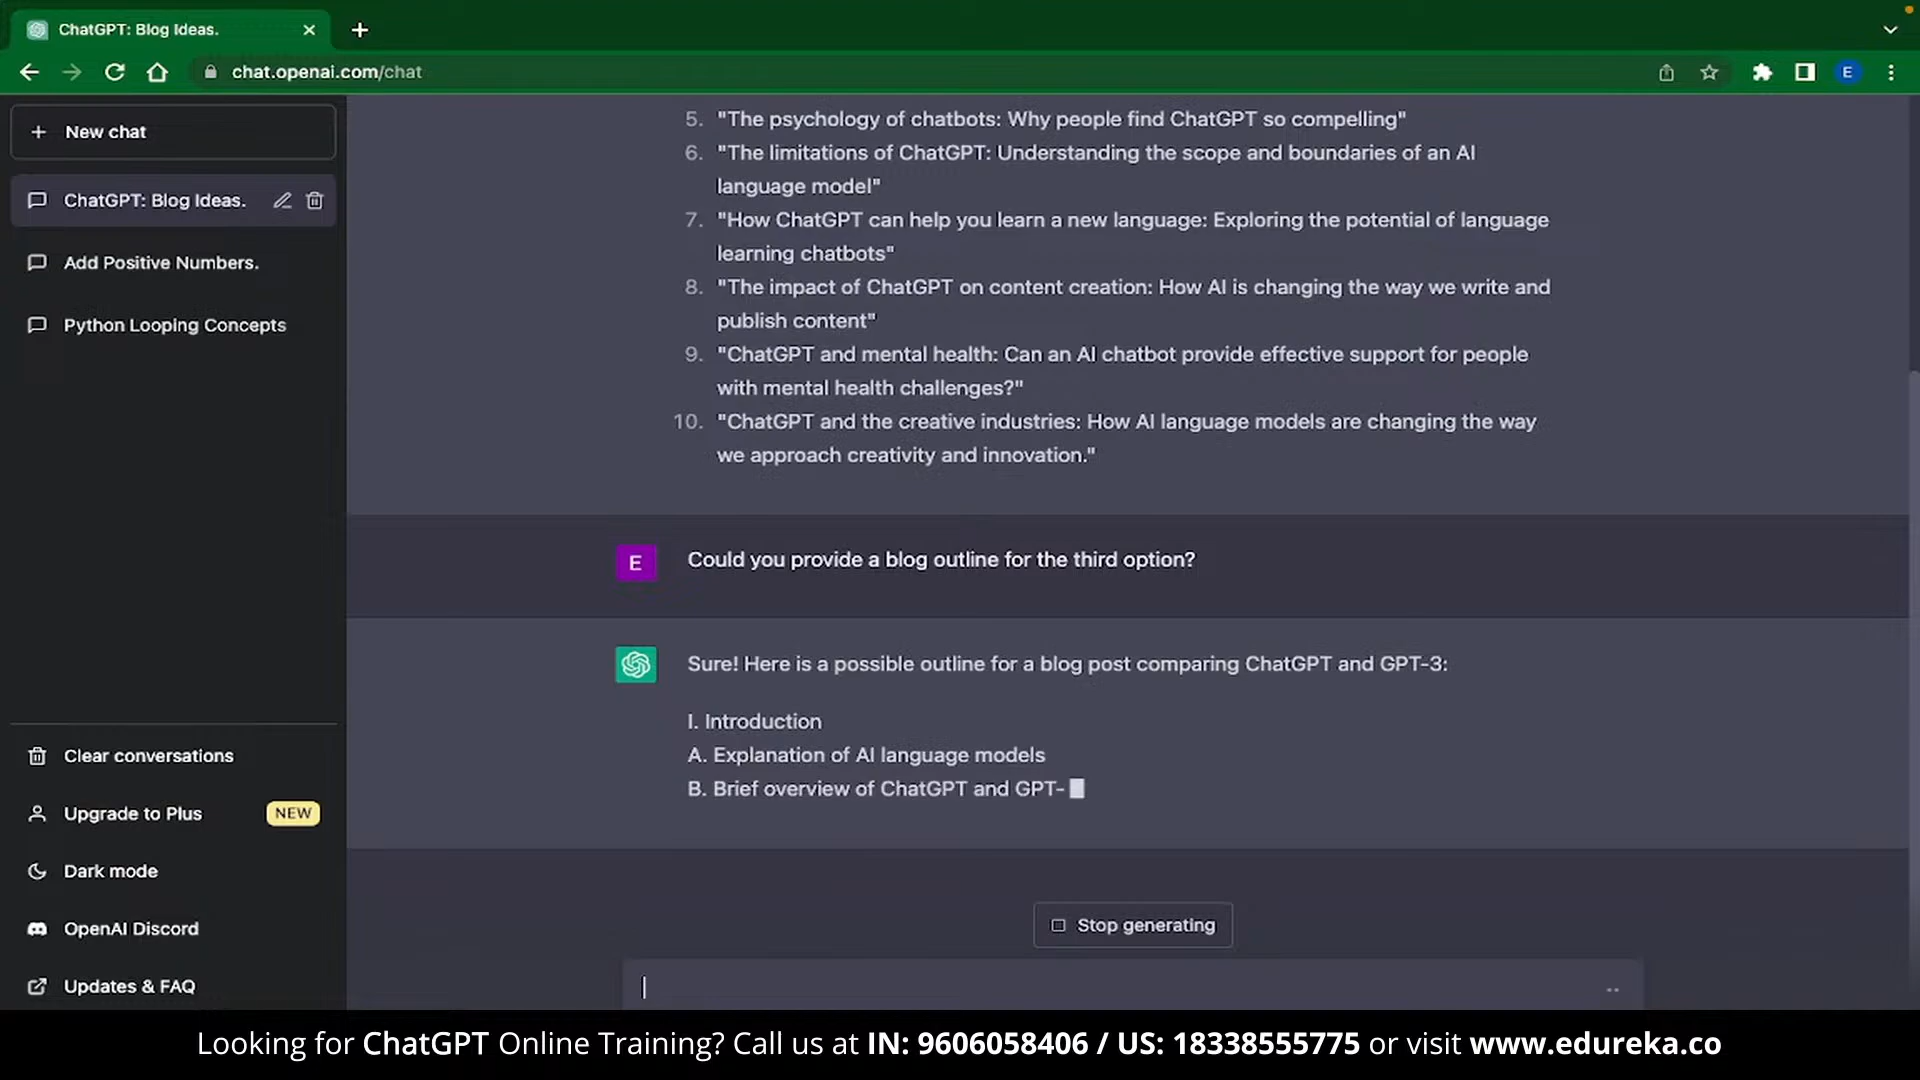 ChatGPT: Blog Ideas.
chat.openai.com/chat
E
New chat
ChatGPT: Blog Ideas.
Add Positive Numbers.
Python Looping Concepts
Clear conversations
Upgrade to Plus
NEW
Dark mode
OpenAI Discord
Updates & FAQ
5. "The psychology of chatbots: Why people find ChatGPT so compelling"
6. "The limitations of ChatGPT: Understanding the scope and boundaries of an AI
language model"
7. "How ChatGPT can help you learn a new language: Exploring the potential of language
learning chatbots"
8. "The impact of ChatGPT on content creation: How AI is changing the way we write and
publish content"
9. "ChatGPT and mental health: Can an AI chatbot provide effective support for people
with mental health challenges?"
10. "ChatGPT and the creative industries: How AI language models are changing the way
we approach creativity and innovation."
E
Could you provide a blog outline for the third option?
Sure! Here is a possible outline for a blog post comparing ChatGPT and GPT-3:
I. Introduction
A. Explanation of AI language models
B. Brief overview of ChatGPT and GPT-
Stop generating
Looking for ChatGPT Online Training? Call us at IN: 9606058406 / US: 18338555775 or visit www.edureka.co